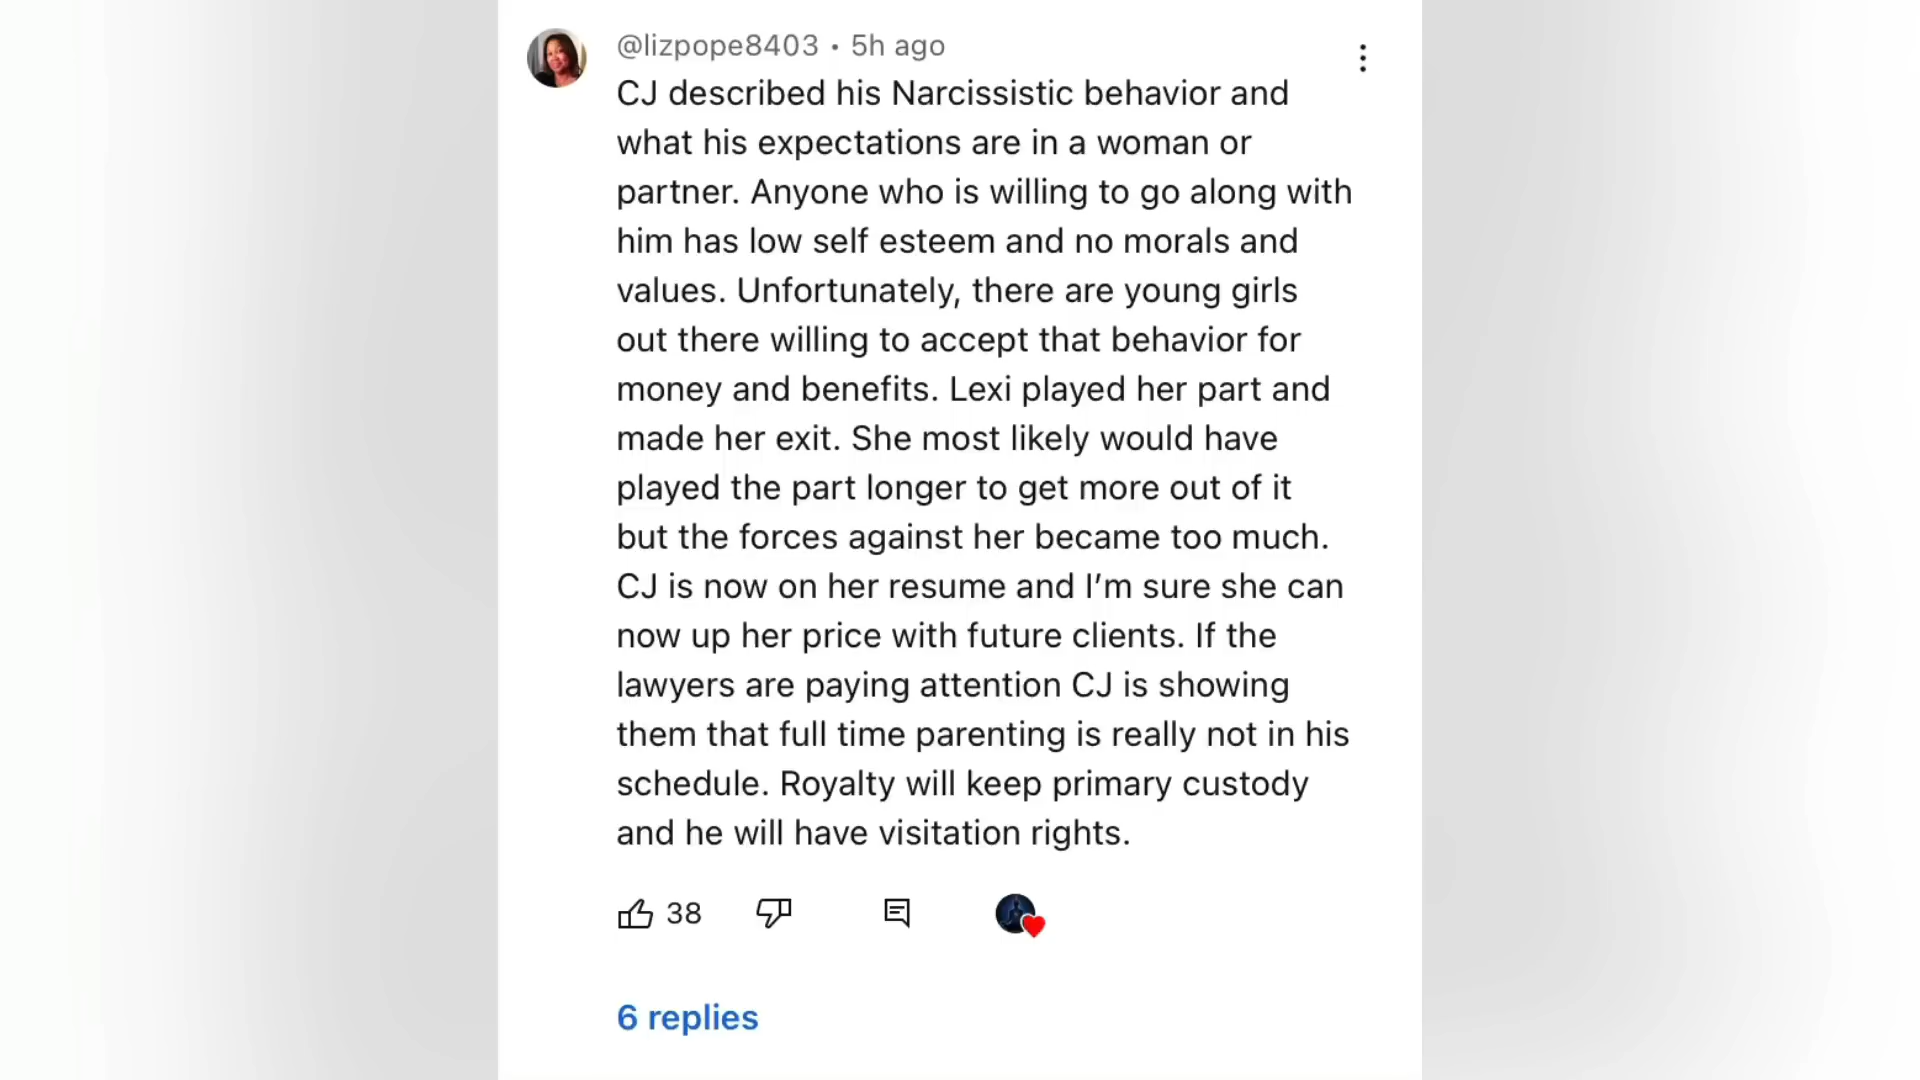 @lizpope8403 • 5h ago
CJ described his Narcissistic behavior and
what his expectations are in a woman or
partner. Anyone who is willing to go along with
him has low self esteem and no morals and
values. Unfortunately, there are young girls
out there willing to accept that behavior for
money and benefits. Lexi played her part and
made her exit. She most likely would have
played the part longer to get more out of it
but the forces against her became too much.
CJ is now on her resume and I’m sure she can
now up her price with future clients. If the
lawyers are paying attention CJ is showing
them that full time parenting is really not in his
schedule. Royalty will keep primary custody
and he will have visitation rights.
38
6 replies